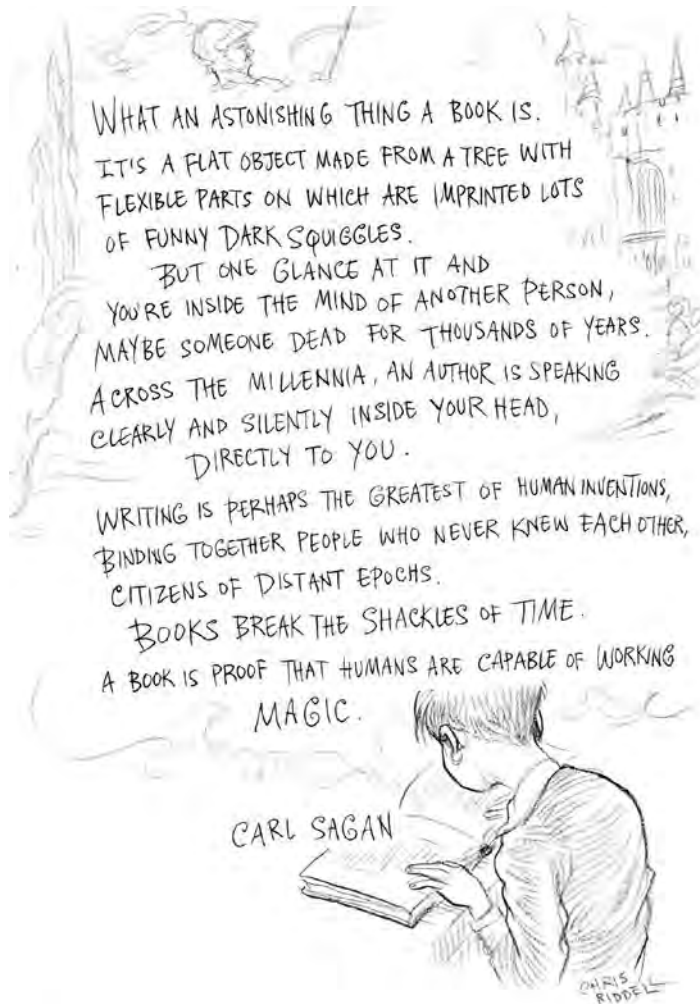 WHAT AN ASTONISHING THING A BOOK IS.
IT'S A FLAT OBJECT MADE FROM A TREE WITH
FLEXIBLE PARTS ON WHICH ARE IMPRINTED LOTS
OF FUNNY DARK SQUIGGLES.
BUT ONE GLANCE AT IT AND
YOU'RE INSIDE THE MIND OF ANOTHER PERSON,
MAYBE SOMEONE DEAD FOR THOUSANDS OF YEARS.
ACROSS THE MILLENNIA, AN AUTHOR IS SPEAKING
CLEARLY AND SILENTLY INSIDE YOUR HEAD,
DIRECTLY TO YOU.
WRITING IS PERHAPS THE GREATEST OF HUMAN INVENTIONS,
BINDING TOGETHER PEOPLE WHO NEVER KNEW EACH OTHER,
CITIZENS OF DISTANT EPOCHS.
BOOKS BREAK THE SHACKLES OF TIME.
A BOOK IS PROOF THAT HUMANS ARE CAPABLE OF WORKING
MAGIC.
CARL SAGAN
CHRIS
RIDDELL